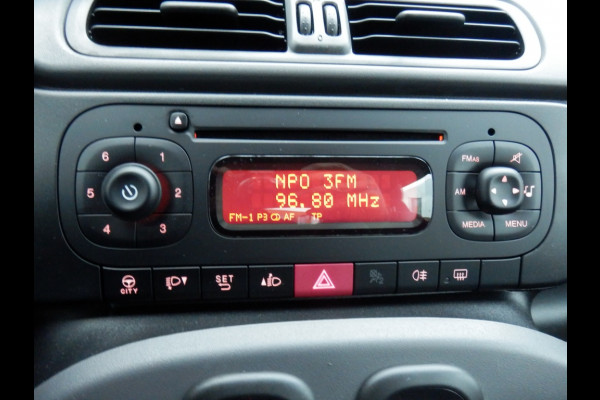 NPO 3FM
96.80 MHz
FM-1 P3 CD AF TP
6 1
5 2
4 3
FMAS
AM
MEDIA MENU
CITY
SET